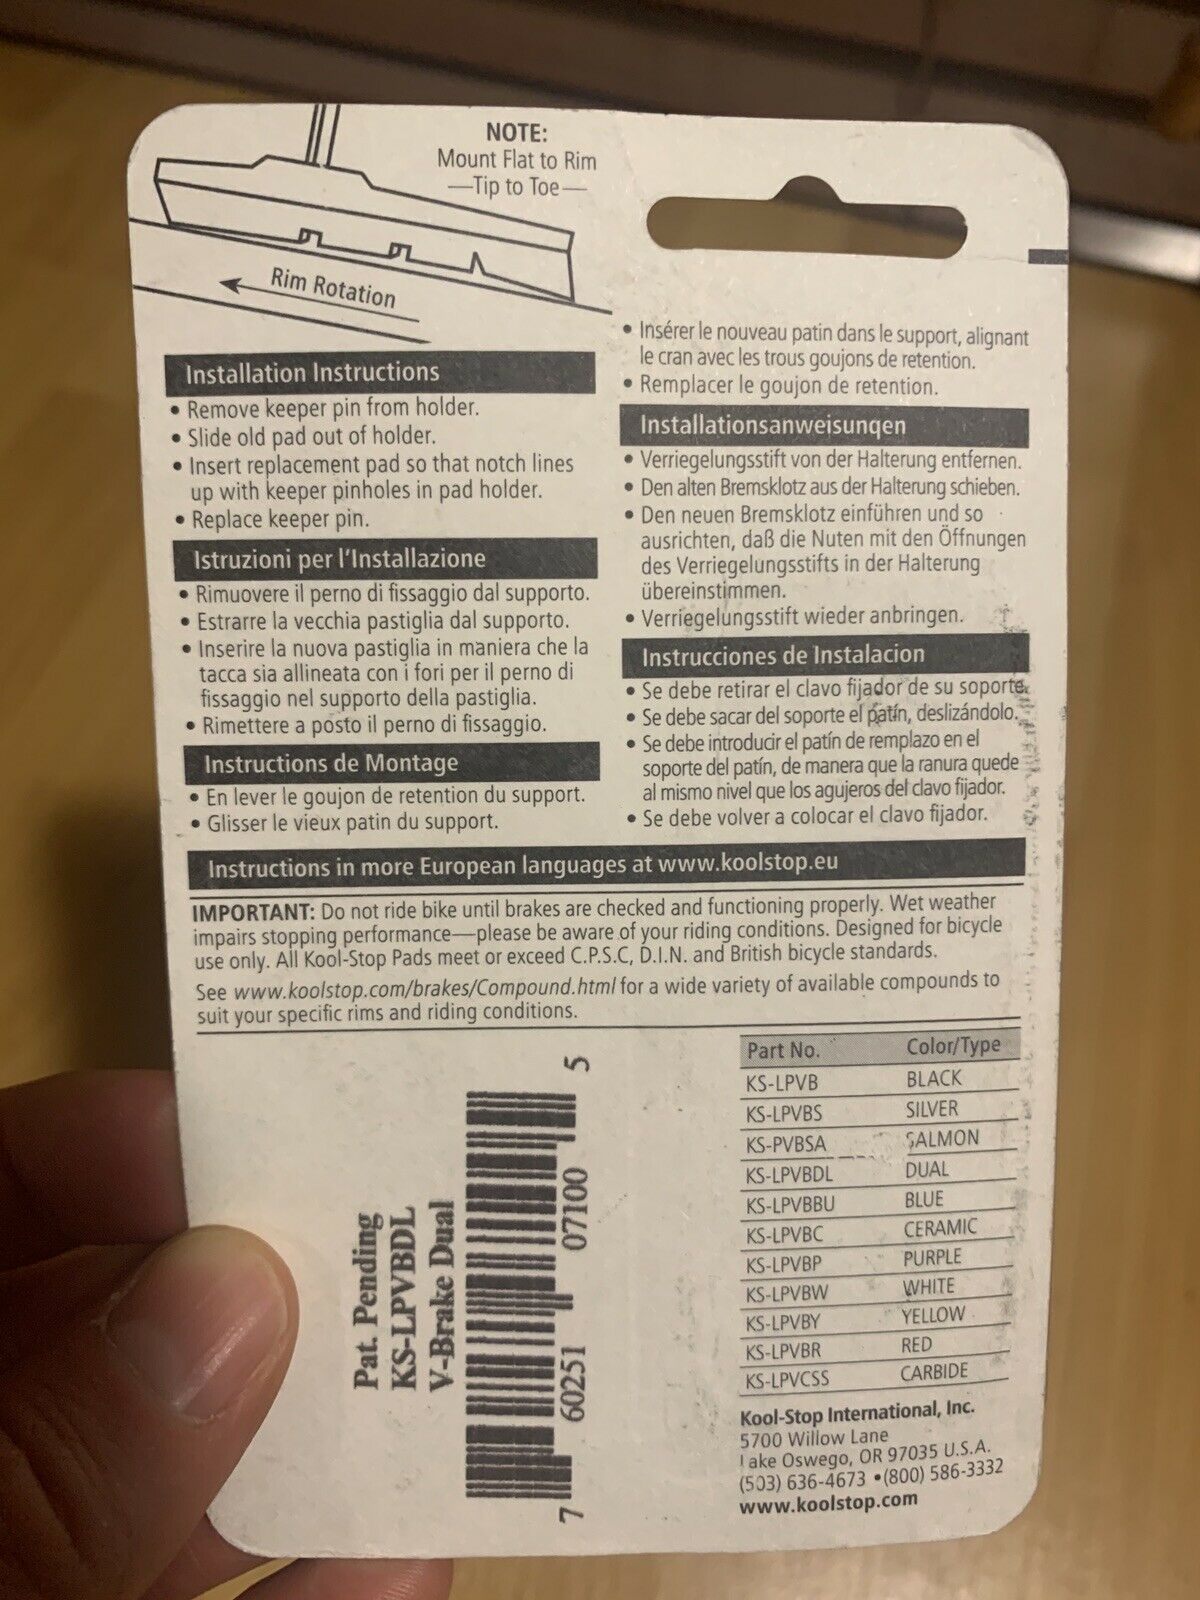 NOTE:
Mount Flat to Rim
—Tip to Toe—
Rim Rotation
Installation Instructions
• Remove keeper pin from holder.
• Slide old pad out of holder.
• Insert replacement pad so that notch lines
up with keeper pinholes in pad holder.
• Replace keeper pin.
Istruzioni per l'Installazione
• Rimuovere il perno di fissaggio dal supporto.
• Estrarre la vecchia pastiglia dal supporto.
• Inserire la nuova pastiglia in maniera che la
tacca sia allineata con i fori per il perno di
fissaggio nel supporto della pastiglia.
• Rimettere a posto il perno di fissaggio.
Instructions de Montage
• En lever le goujon de retention du support.
• Glisser le vieux patin du support.
• Insérer le nouveau patin dans le support, alignant
le cran avec les trous goujons de retention.
• Remplacer le goujon de retention.
Installationsanweisungen
• Verriegelungsstift von der Halterung entfernen.
• Den alten Bremsklotz aus der Halterung schieben.
• Den neuen Bremsklotz einführen und so
ausrichten, daß die Nuten mit den Öffnungen
des Verriegelungsstifts in der Halterung
übereinstimmen.
• Verriegelungsstift wieder anbringen.
Instrucciones de Instalacion
• Se debe retirar el clavo fijador de su soporte.
• Se debe sacar del soporte el patín, deslizándolo.
• Se debe introducir el patín de remplazo en el
soporte del patín, de manera que la ranura quede
al mismo nivel que los agujeros del clavo fijador.
• Se debe volver a colocar el clavo fijador.
Instructions in more European languages at www.koolstop.eu
IMPORTANT: Do not ride bike until brakes are checked and functioning properly. Wet weather
impairs stopping performance—please be aware of your riding conditions. Designed for bicycle
use only. All Kool-Stop Pads meet or exceed C.P.S.C, D.I.N. and British bicycle standards.
See www.koolstop.com/brakes/Compound.html for a wide variety of available compounds to
suit your specific rims and riding conditions.
Pat. Pending
KS-LPVBDL
V-Brake Dual
7 60251 07100 5
Part No. Color/Type
KS-LPVB BLACK
KS-LPVBS SILVER
KS-PVBSA SALMON
KS-LPVBDL DUAL
KS-LPVBBU BLUE
KS-LPVBC CERAMIC
KS-LPVBP PURPLE
KS-LPVBW WHITE
KS-LPVBY YELLOW
KS-LPVBR RED
KS-LPVCSS CARBIDE
Kool-Stop International, Inc.
5700 Willow Lane
Lake Oswego, OR 97035 U.S.A.
(503) 636-4673 • (800) 586-3332
www.koolstop.com